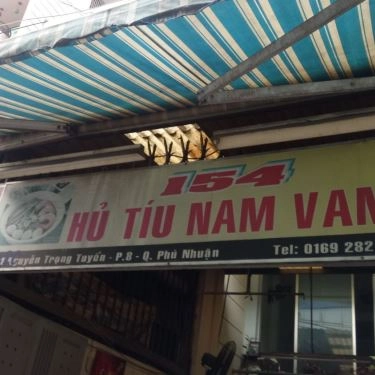 154
HỦ TÍU NAM VAN
Nguyễn Trọng Tuyển - P.8 - Q. Phú Nhuận Tel: 0169 282